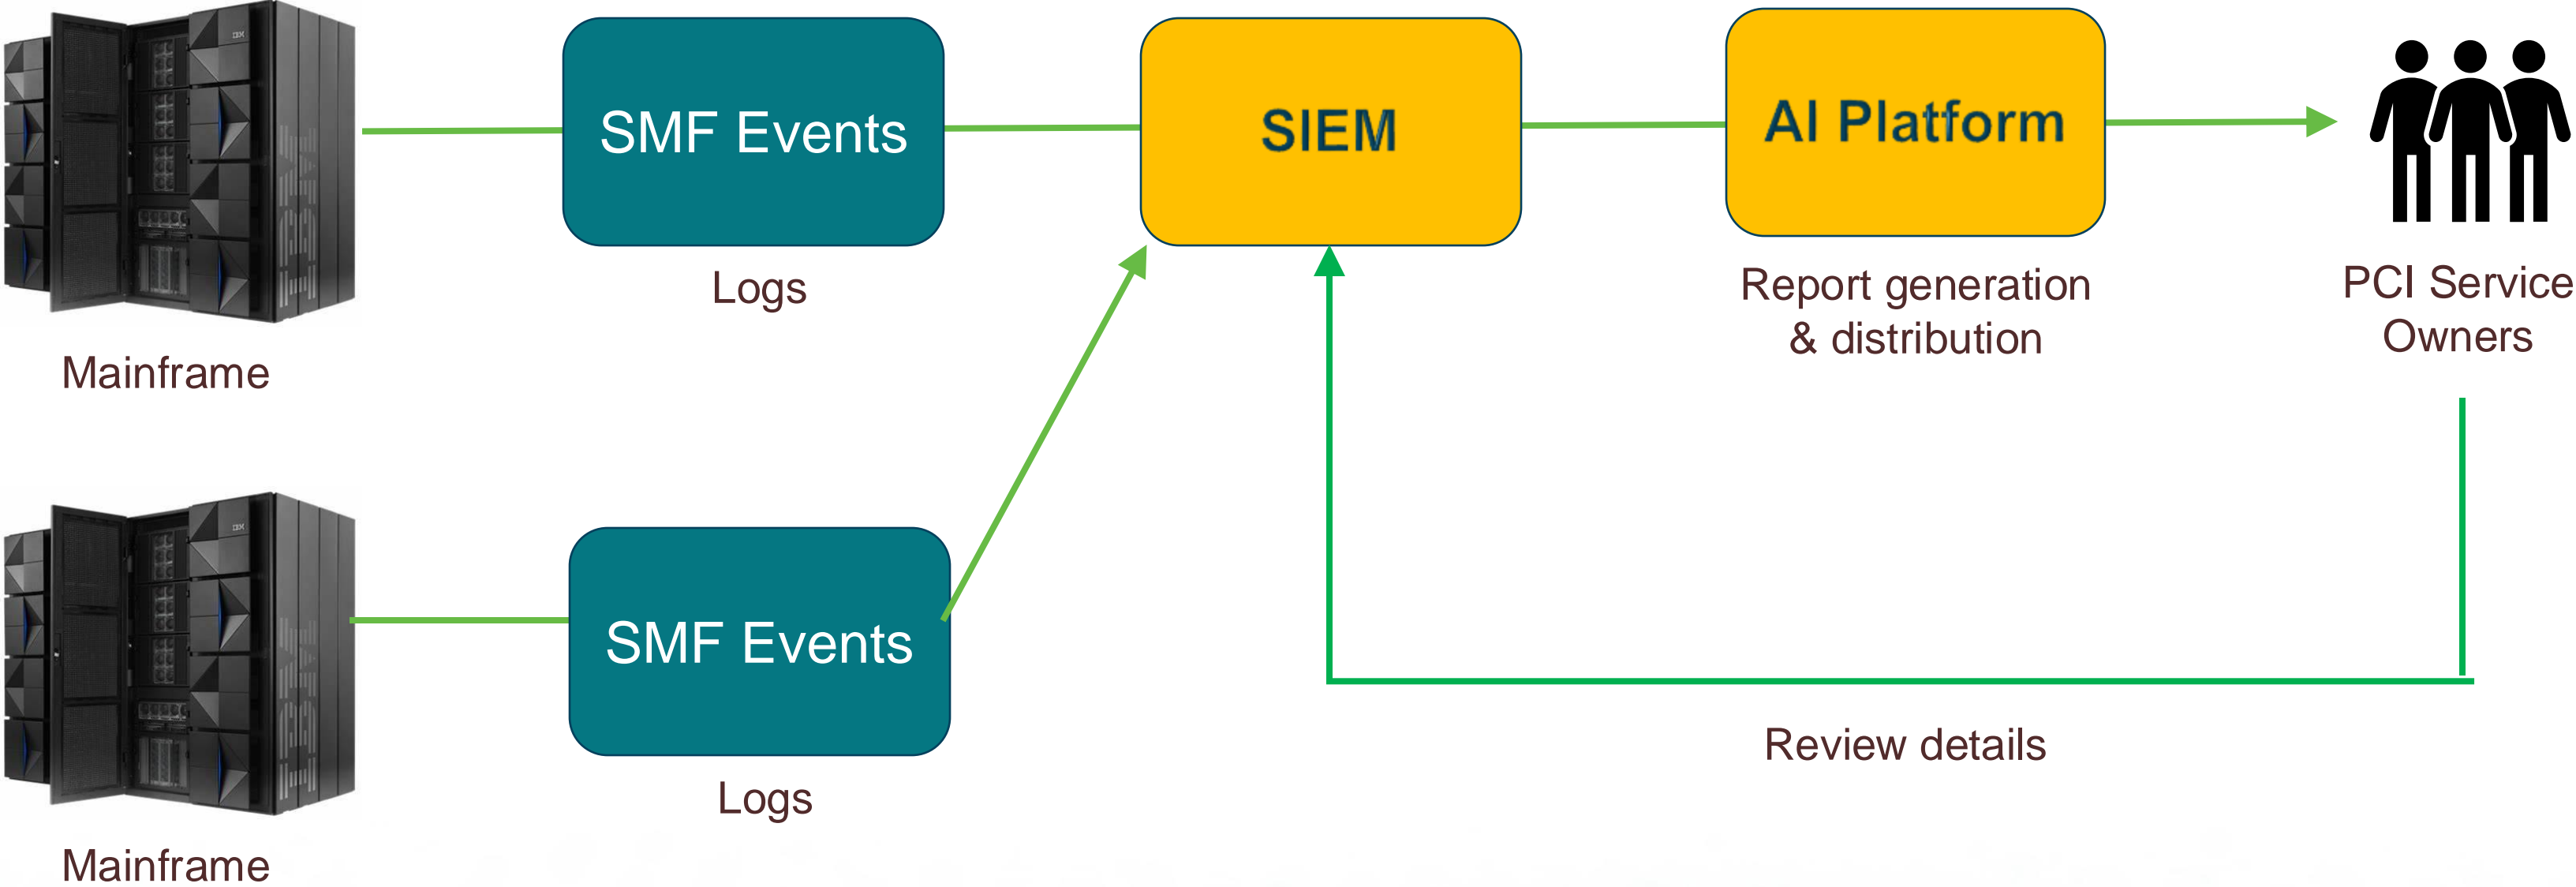 SMF Events
SIEM
AI Platform
Logs
Report generation
& distribution
PCI Service
Owners
Mainframe
SMF Events
Review details
Logs
Mainframe